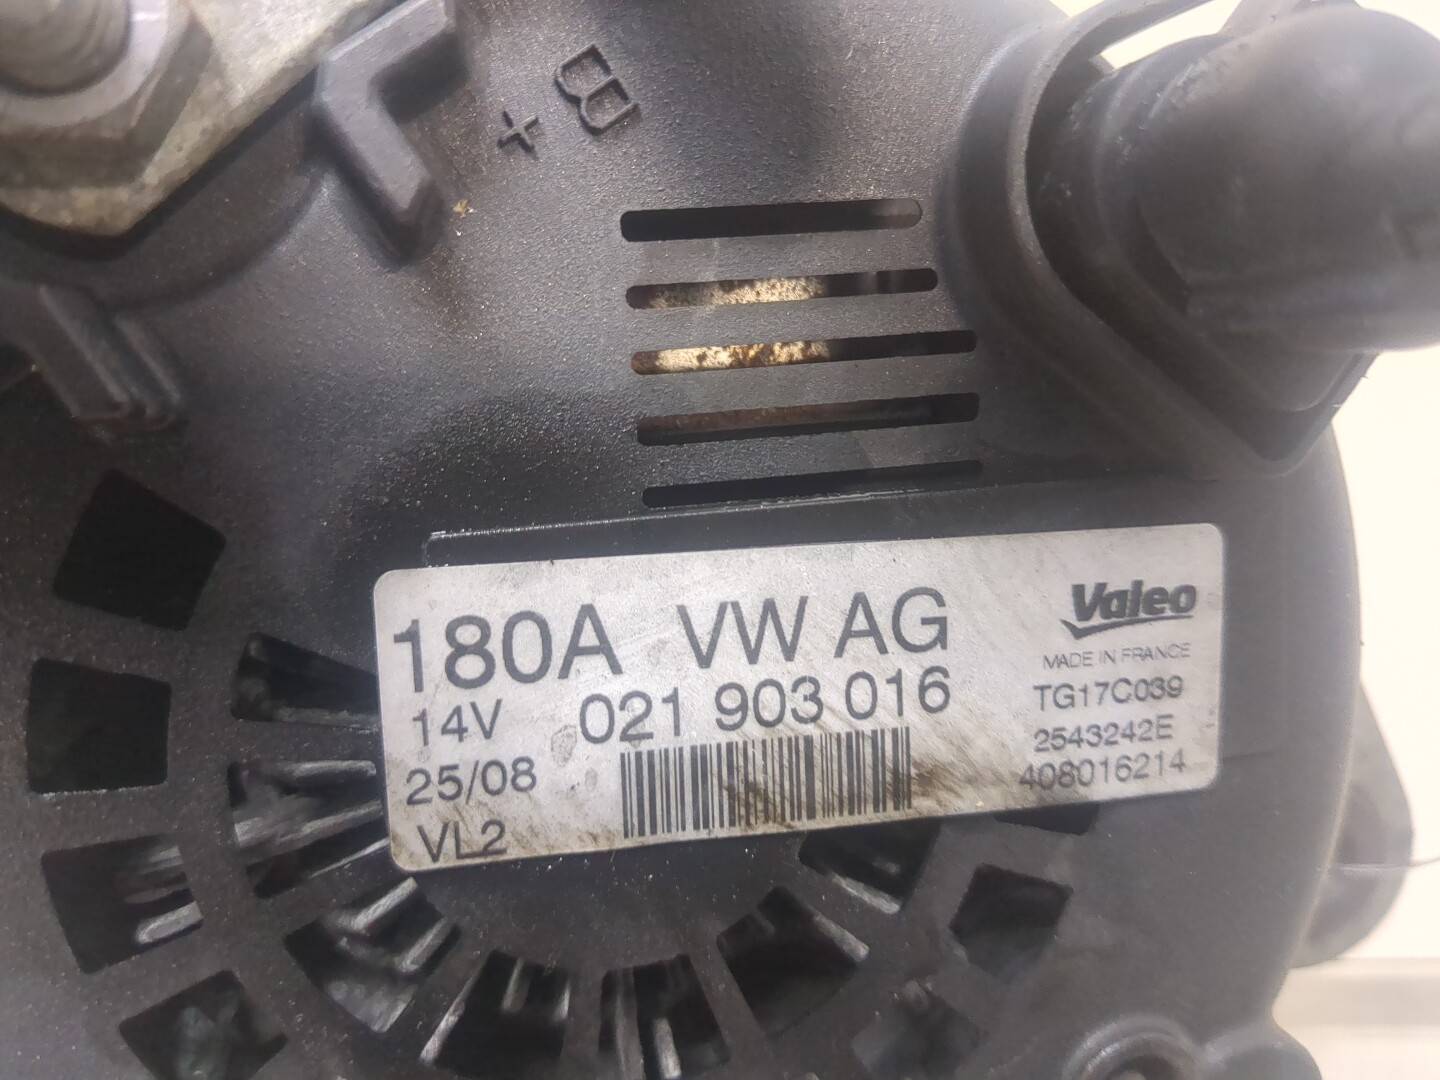 B
+
180A VW AG
14V 021 903 016
25/08
VL2
Valeo
MADE IN FRANCE
TG17C039
2543242E
408016214